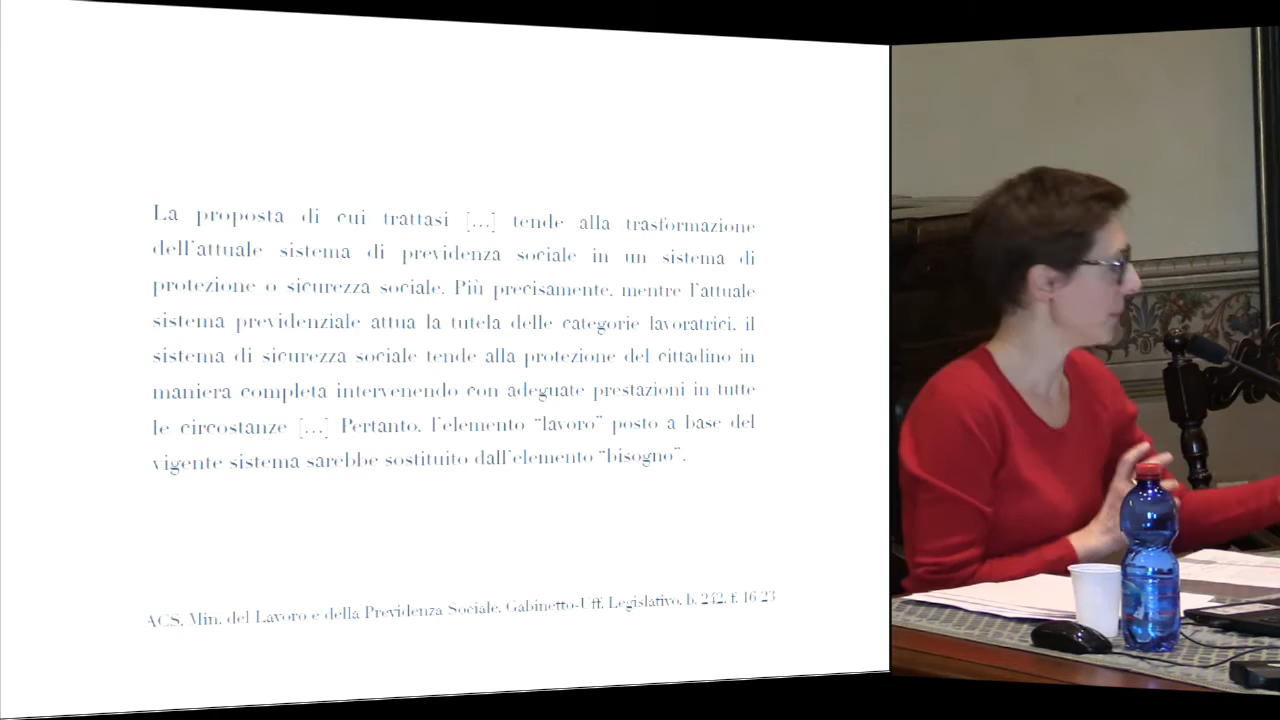 La proposta di cui trattasi [...] tende alla trasformazione
dell'attuale sistema di previdenza sociale in un sistema di
protezione o sicurezza sociale. Più precisamente, mentre l'attuale
sistema previdenziale attua la tutela delle categorie lavoratrici, il
sistema di sicurezza sociale tende alla protezione del cittadino in
maniera completa intervenendo con adeguate prestazioni in tutte
le circostanze [...] Pertanto, l'elemento “lavoro” posto a base del
vigente sistema sarebbe sostituito dall'elemento “bisogno”.
ACS, Min. del Lavoro e della Previdenza Sociale, Gabinetto-Uff. Legislativo, b. 242, f. 16/23